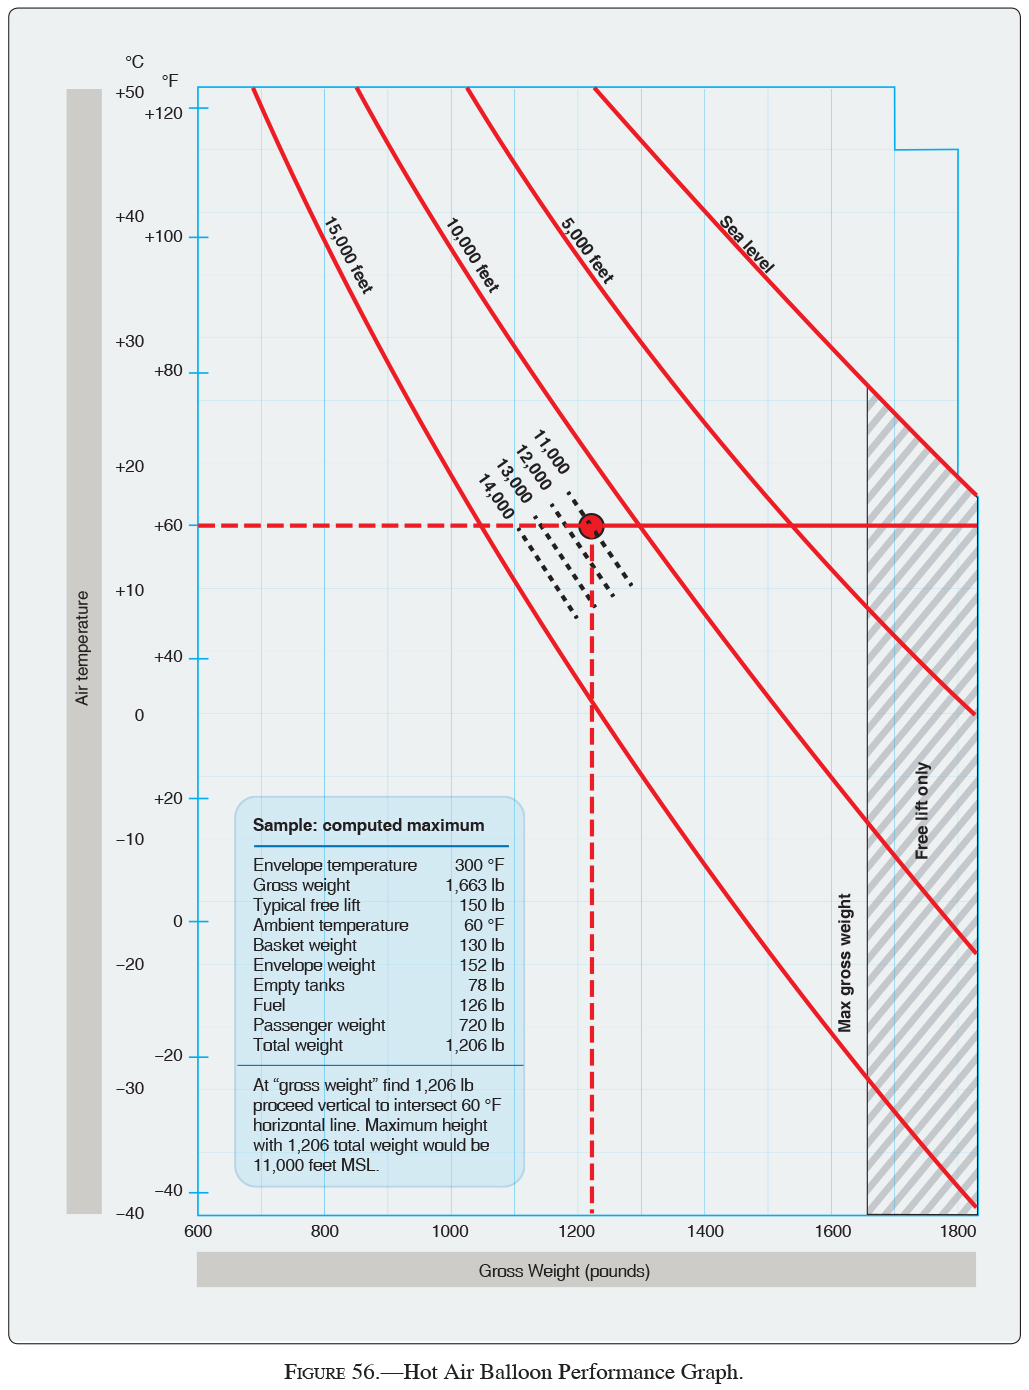 °C
°F
+50
+120
+40
+100
+30
+80
+20
+60
+10
+40
0
+20
−10
0
−20
−20
−30
−40
−40
Air temperature
15,000 feet
10,000 feet
5,000 feet
Sea level
11,000
12,000
13,000
14,000
Free lift only
Max gross weight
Sample: computed maximum
Envelope temperature 300 °F
Gross weight 1,663 lb
Typical free lift 150 lb
Ambient temperature 60 °F
Basket weight 130 lb
Envelope weight 152 lb
Empty tanks 78 lb
Fuel 126 lb
Passenger weight 720 lb
Total weight 1,206 lb
At “gross weight” find 1,206 lb
proceed vertical to intersect 60 °F
horizontal line. Maximum height
with 1,206 total weight would be
11,000 feet MSL.
600 800 1000 1200 1400 1600 1800
Gross Weight (pounds)
Figure 56.—Hot Air Balloon Performance Graph.